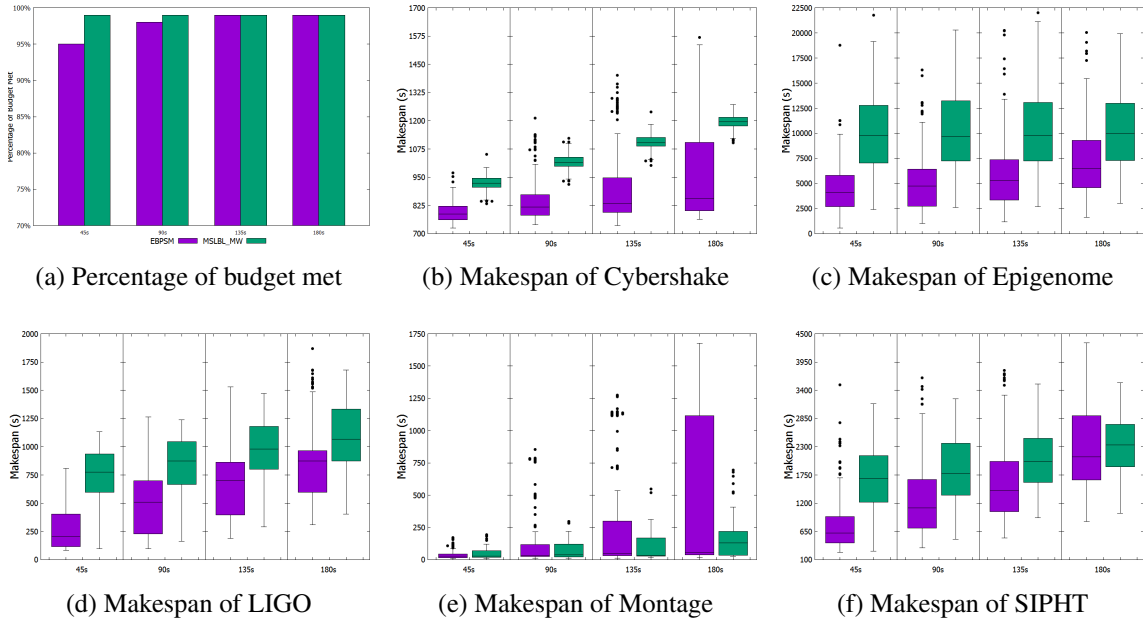 100%
95%
90%
85%
80%
75%
70%
Percentage of Budget Met
45s 90s 135s 180s
EBPSM MSLBL_MW
(a) Percentage of budget met
1700
1575
1450
1325
1200
1075
950
825
700
Makespan (s)
45s 90s 135s 180s
(b) Makespan of Cybershake
22500
20000
17500
15000
12500
10000
7500
5000
2500
0
Makespan (s)
45s 90s 135s 180s
(c) Makespan of Epigenome
2000
1750
1500
1250
1000
750
500
250
0
Makespan (s)
45s 90s 135s 180s
(d) Makespan of LIGO
1750
1500
1250
1000
750
500
250
0
Makespan (s)
45s 90s 135s 180s
(e) Makespan of Montage
4500
3950
3400
2850
2300
1750
1200
650
100
Makespan (s)
45s 90s 135s 180s
(f) Makespan of SIPHT